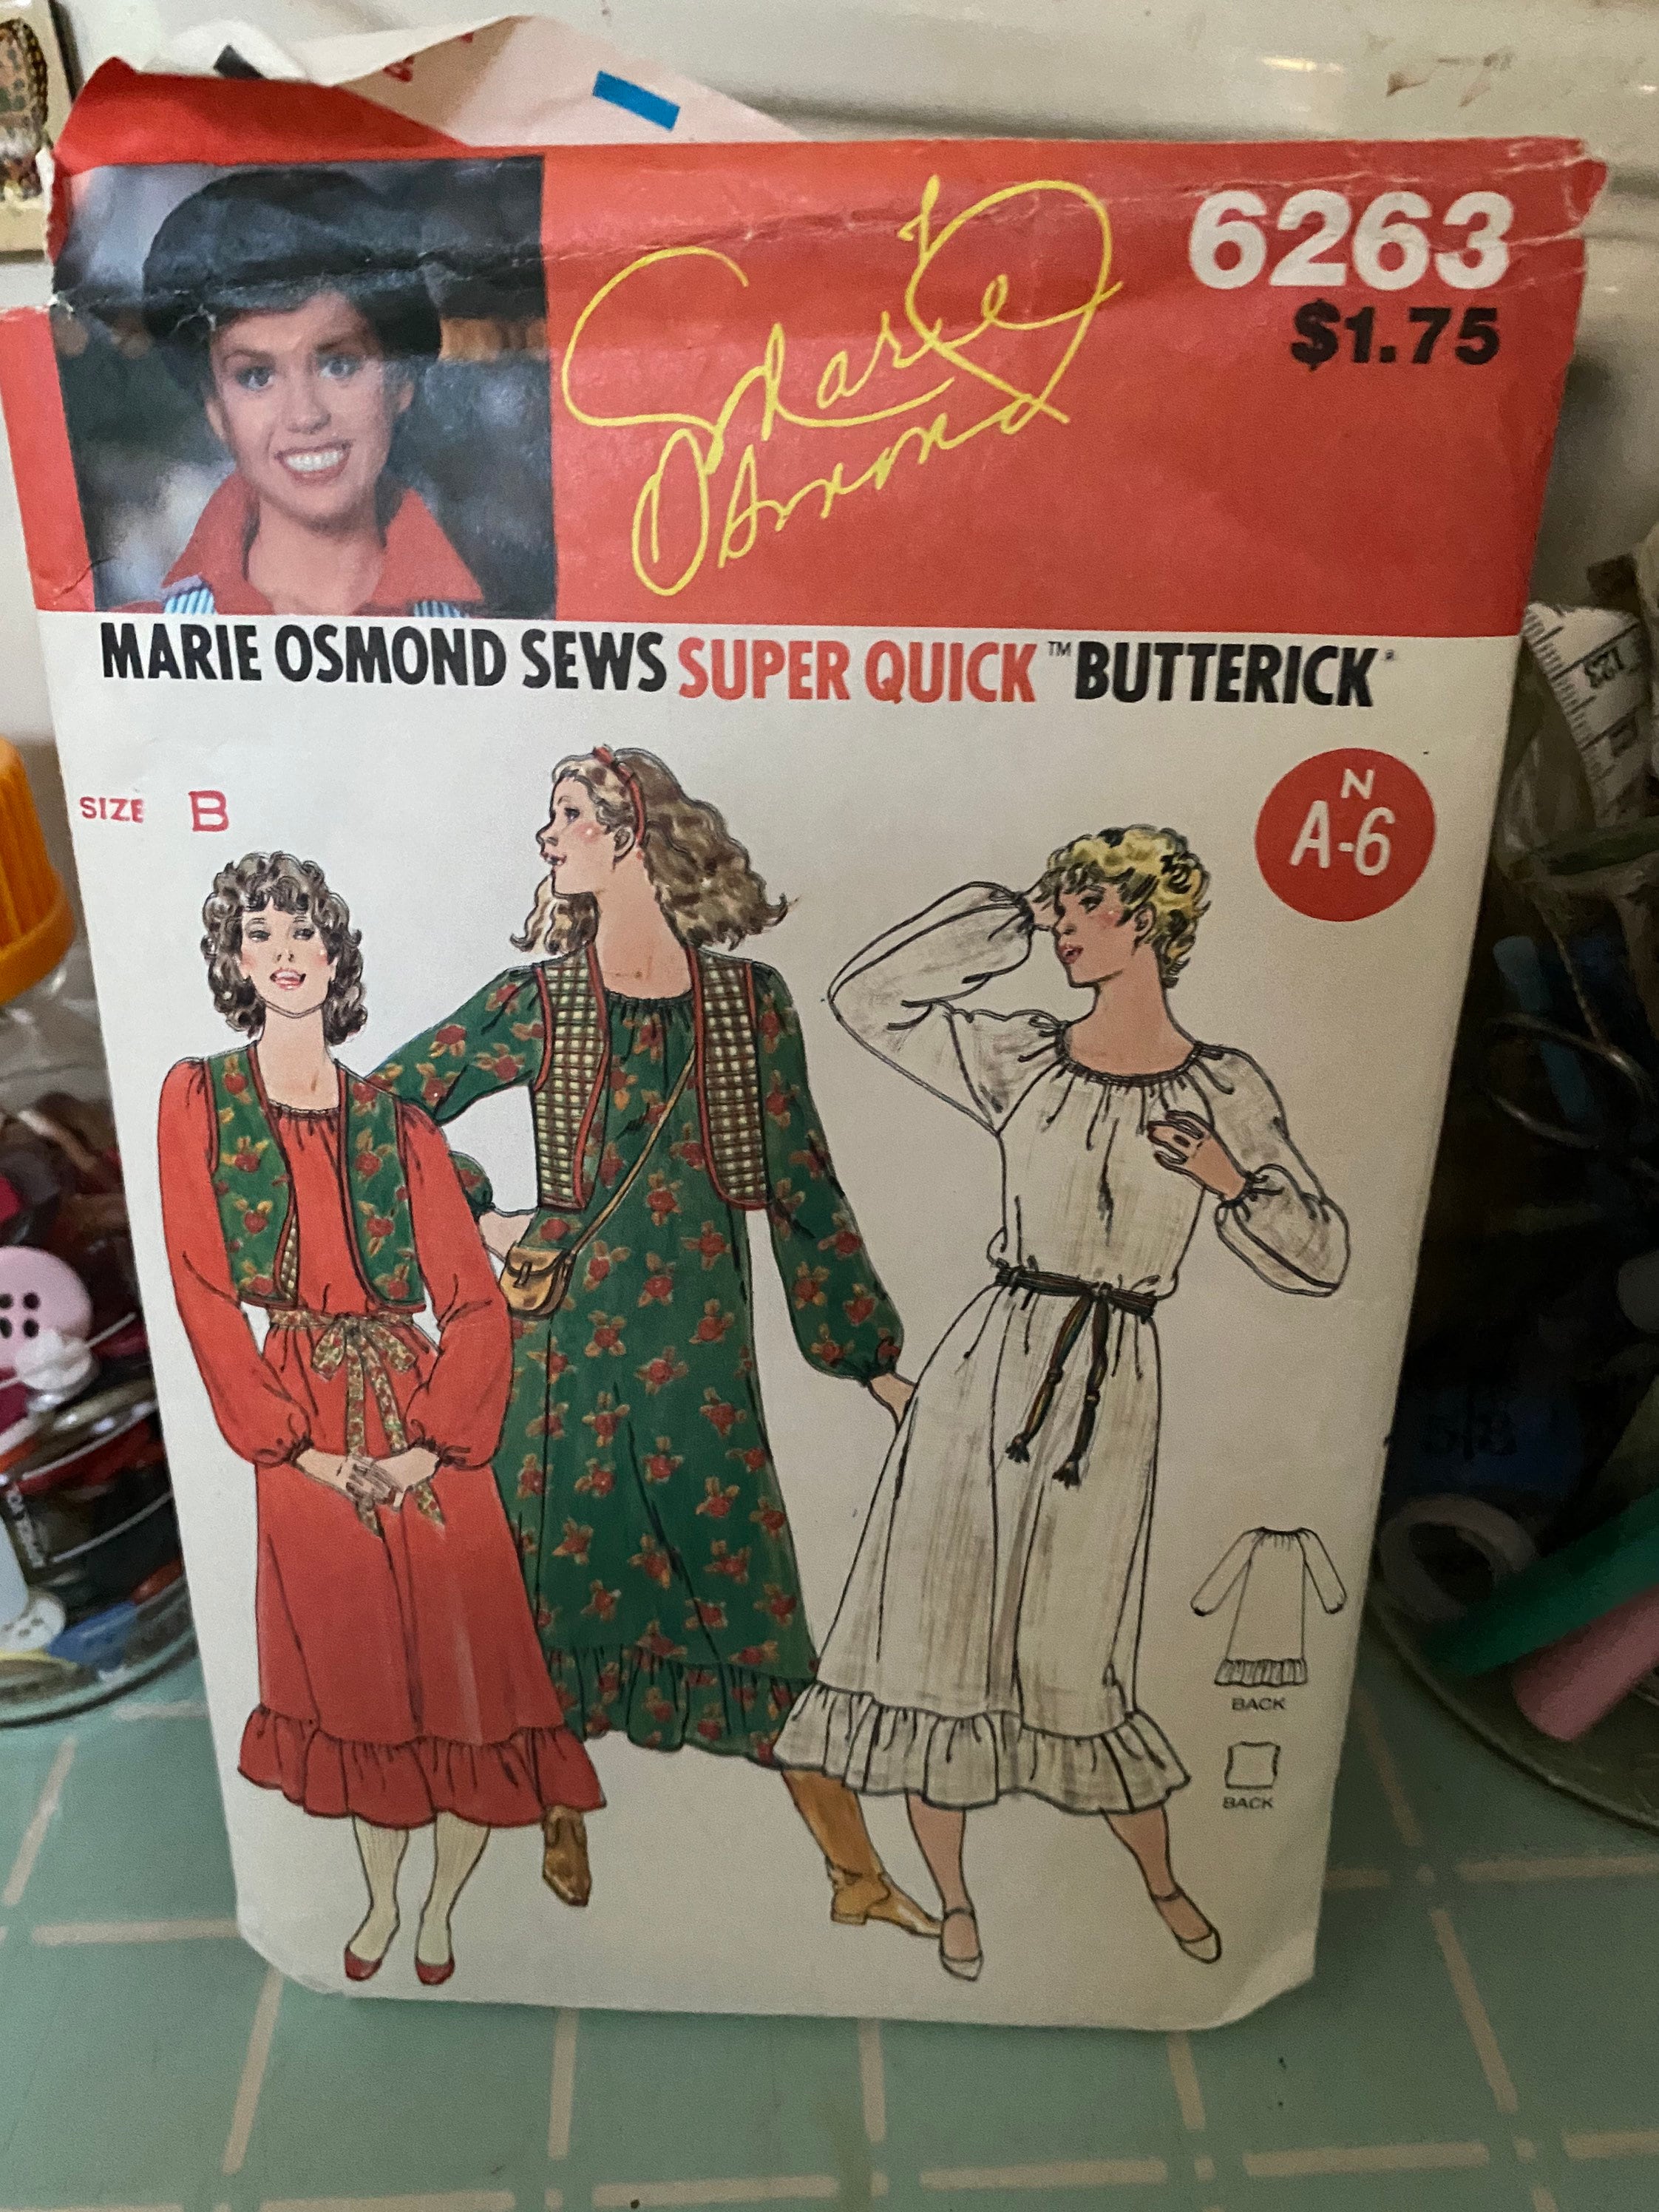 6263
$1.75
Marie
Osmond
MARIE OSMOND SEWS SUPER QUICK™ BUTTERICK®
SIZE B
N
A-6
BACK
BACK